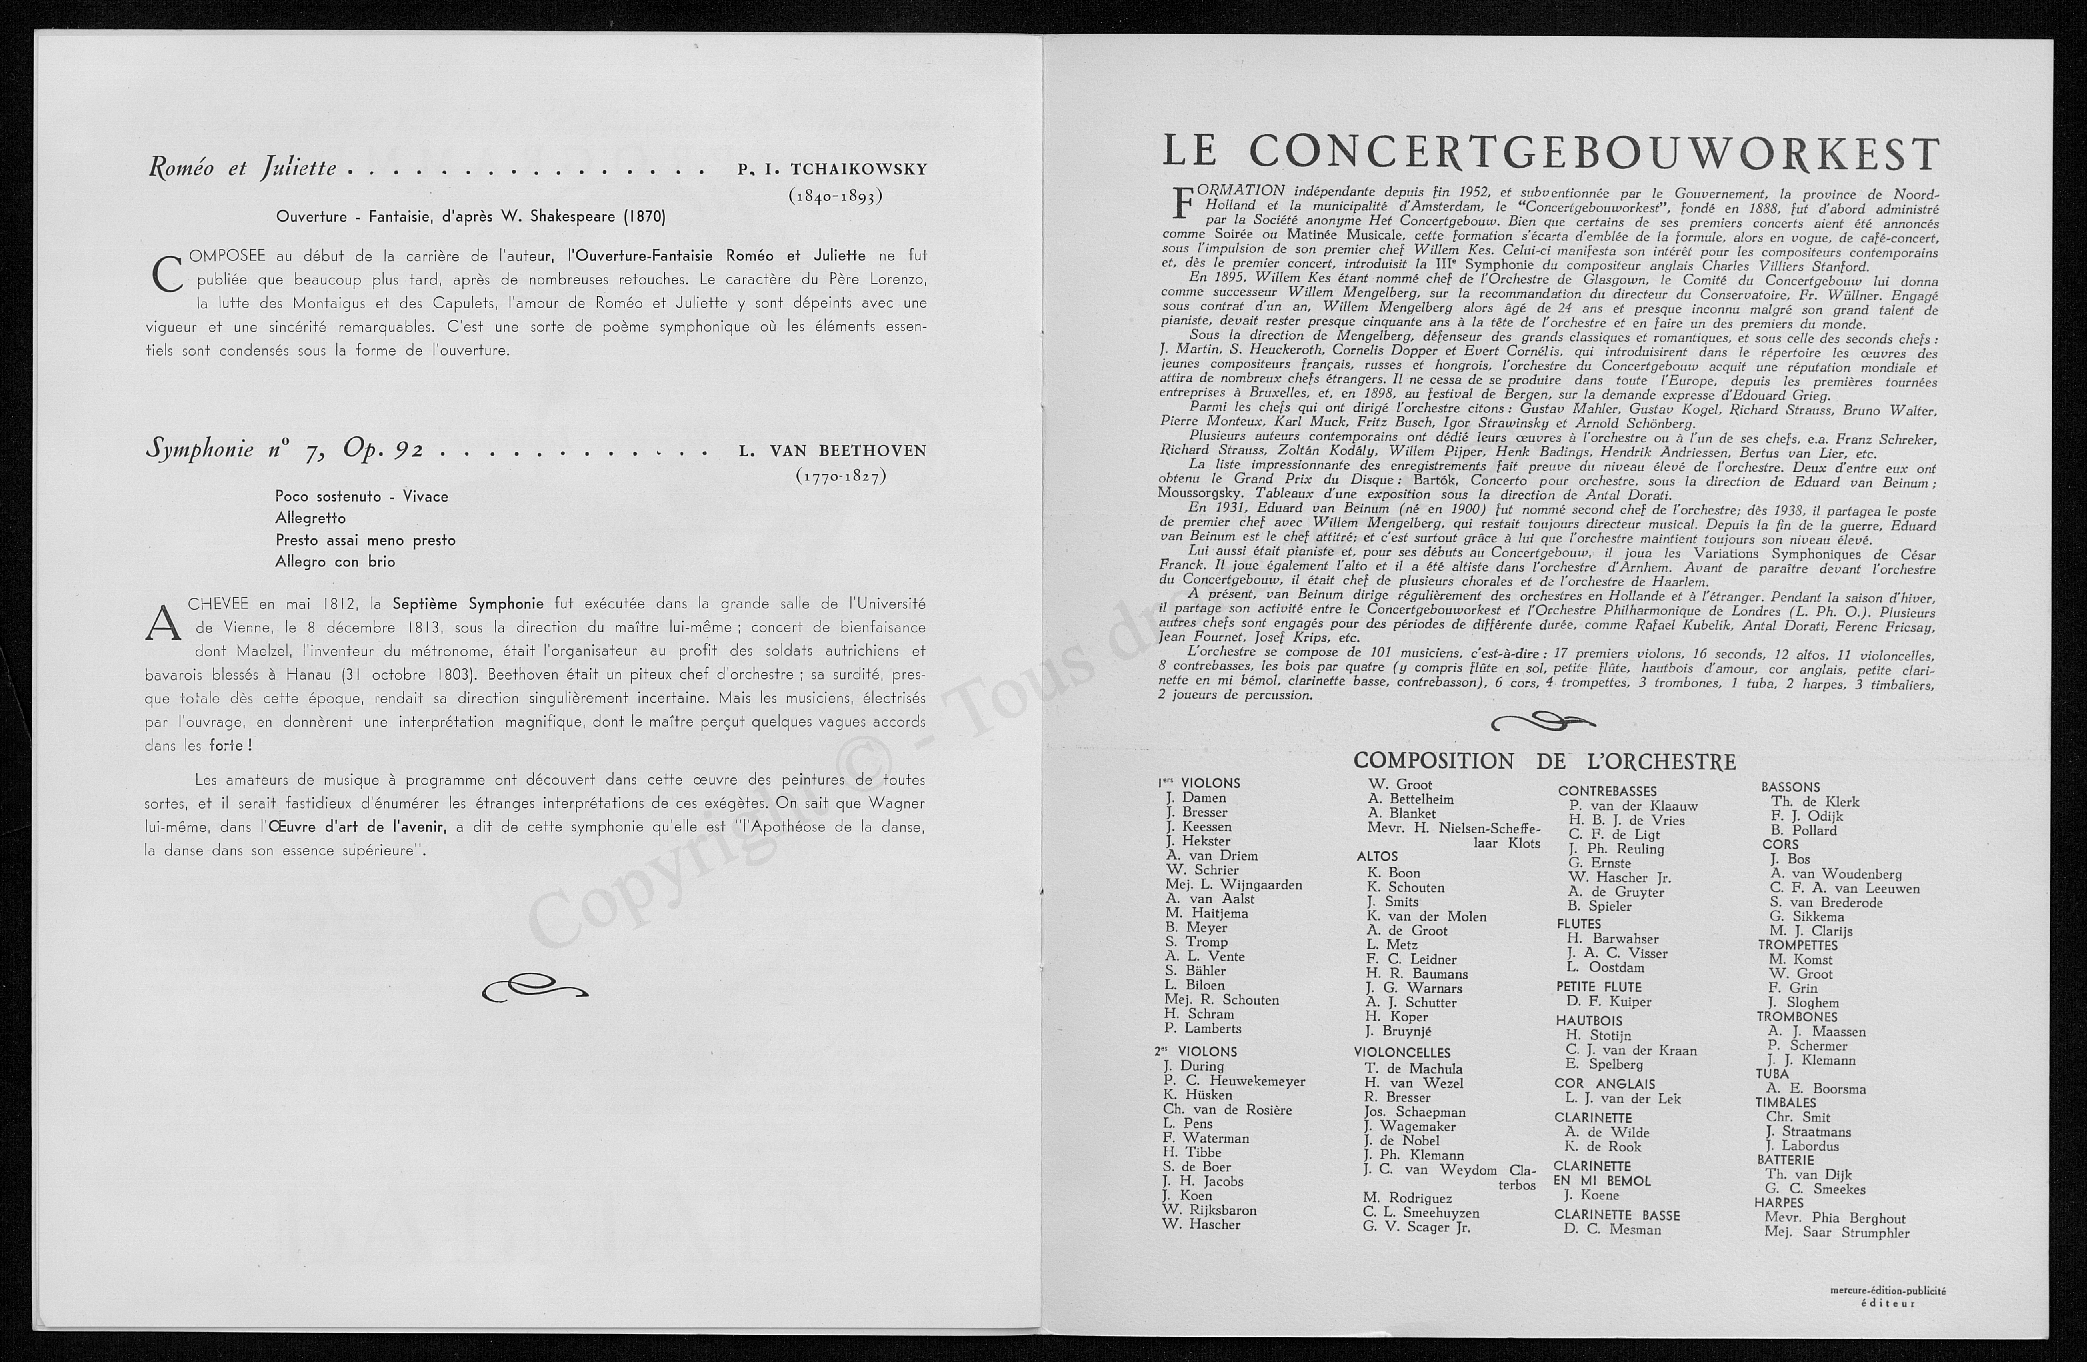 Roméo et Juliette . . . . . . . . . . . . . . . . P. I. TCHAIKOWSKY
(1840-1893)
Ouverture - Fantaisie, d'après W. Shakespeare (1870)
COMPOSEE au début de la carrière de l'auteur, l'Ouverture-Fantaisie Roméo et Juliette ne fut
publiée que beaucoup plus tard, après de nombreuses retouches. Le caractère du Père Lorenzo,
la lutte des Montaigus et des Capulets, l'amour de Roméo et Juliette y sont dépeints avec une
vigueur et une sincérité remarquables. C'est une sorte de poème symphonique où les éléments essen-
tiels sont condensés sous la forme de l'ouverture.
Symphonie nº 7, Op. 92 . . . . . . . . . . . . L. VAN BEETHOVEN
(1770-1827)
Poco sostenuto - Vivace
Allegretto
Presto assai meno presto
Allegro con brio
ACHEVEE en mai 1812, la Septième Symphonie fut exécutée dans la grande salle de l'Université
de Vienne, le 8 décembre 1813, sous la direction du maître lui-même ; concert de bienfaisance
dont Maelzel, l'inventeur du métronome, était l'organisateur au profit des soldats autrichiens et
bavarois blessés à Hanau (31 octobre 1803). Beethoven était un piteux chef d'orchestre ; sa surdité, pres-
que totale dès cette époque, rendait sa direction singulièrement incertaine. Mais les musiciens, électrisés
par l'ouvrage, en donnèrent une interprétation magnifique, dont le maître perçut quelques vagues accords
dans les forte !
Les amateurs de musique à programme ont découvert dans cette œuvre des peintures de toutes
sortes, et il serait fastidieux d'énumérer les étranges interprétations de ces exégètes. On sait que Wagner
lui-même, dans l'Œuvre d'art de l'avenir, a dit de cette symphonie qu'elle est "l'Apothéose de la danse,
la danse dans son essence supérieure".
LE CONCERTGEBOUWORKEST
FORMATION indépendante depuis fin 1952, et subventionnée par le Gouvernement, la province de Noord-
Holland et la municipalité d'Amsterdam, le "Concertgebouworkest", fondé en 1888, fut d'abord administré
par la Société anonyme Het Concertgebouw. Bien que certains de ses premiers concerts aient été annoncés
comme Soirée ou Matinée Musicale, cette formation s'écarta d'emblée de la formule, alors en vogue, de café-concert,
sous l'impulsion de son premier chef Willem Kes. Celui-ci manifesta son intérêt pour les compositeurs contemporains
et, dès le premier concert, introduisit la IIIe Symphonie du compositeur anglais Charles Villiers Stanford.
En 1895, Willem Kes étant nommé chef de l'Orchestre de Glasgown, le Comité du Concertgebouw lui donna
comme successeur Willem Mengelberg, sur la recommandation du directeur du Conservatoire, Fr. Wüllner. Engagé
sous contrat d'un an, Willem Mengelberg alors âgé de 24 ans et presque inconnu malgré son grand talent de
pianiste, devait rester presque cinquante ans à la tête de l'orchestre et en faire un des premiers du monde.
Sous la direction de Mengelberg, défenseur des grands classiques et romantiques, et sous celle des seconds chefs :
J. Martin, S. Heuckeroth, Cornelis Dopper et Evert Cornélis, qui introduisirent dans le répertoire les œuvres des
jeunes compositeurs français, russes et hongrois, l'orchestre du Concertgebouw acquit une réputation mondiale et
attira de nombreux chefs étrangers. Il ne cessa de se produire dans toute l'Europe, depuis les premières tournées
entreprises à Bruxelles, et, en 1898, au festival de Bergen, sur la demande expresse d'Edouard Grieg.
Parmi les chefs qui ont dirigé l'orchestre citons : Gustav Mahler, Gustav Kogel, Richard Strauss, Bruno Walter,
Pierre Monteux, Karl Muck, Fritz Busch, Igor Strawinsky et Arnold Schönberg.
Plusieurs auteurs contemporains ont dédié leurs œuvres à l'orchestre ou à l'un de ses chefs, e.a. Franz Schreker,
Richard Strauss, Zoltân Kodály, Willem Pijper, Henk Badings, Hendrik Andriessen, Bertus van Lier, etc.
La liste impressionnante des enregistrements fait preuve du niveau élevé de l'orchestre. Deux d'entre eux ont
obtenu le Grand Prix du Disque : Bartók, Concerto pour orchestre, sous la direction de Eduard van Beinum ;
Moussorgsky, Tableaux d'une exposition sous la direction de Antal Dorati.
En 1931, Eduard van Beinum (né en 1900) fut nommé second chef de l'orchestre; dès 1938, il partagea le poste
de premier chef avec Willem Mengelberg, qui restait toujours directeur musical. Depuis la fin de la guerre, Eduard
van Beinum est le chef attitré; et c'est surtout grâce à lui que l'orchestre maintient toujours son niveau élevé.
Lui aussi était pianiste et, pour ses débuts au Concertgebouw, il joua les Variations Symphoniques de César
Franck. Il joue également l'alto et il a été altiste dans l'orchestre d'Arnhem. Avant de paraître devant l'orchestre
du Concertgebouw, il était chef de plusieurs chorales et de l'orchestre de Haarlem.
A présent, van Beinum dirige régulièrement des orchestres en Hollande et à l'étranger. Pendant la saison d'hiver,
il partage son activité entre le Concertgebouworkest et l'Orchestre Philharmonique de Londres (L. Ph. O.). Plusieurs
autres chefs sont engagés pour des périodes de différente durée, comme Rafael Kubelik, Antal Dorati, Ferenc Fricsay,
Jean Fournet, Josef Krips, etc.
L'orchestre se compose de 101 musiciens, c'est-à-dire : 17 premiers violons, 16 seconds, 12 altos, 11 violoncelles,
8 contrebasses, les bois par quatre (y compris flûte en sol, petite flûte, hautbois d'amour, cor anglais, petite clari-
nette en mi bémol, clarinette basse, contrebasson), 6 cors, 4 trompettes, 3 trombones, 1 tuba, 2 harpes, 3 timbaliers,
2 joueurs de percussion.
COMPOSITION DE L'ORCHESTRE
1ers VIOLONS
J. Damen
J. Bresser
J. Keessen
J. Hekster
A. van Driem
W. Schrier
Mej. L. Wijngaarden
A. van Aalst
M. Haitjema
B. Meyer
S. Tromp
A. L. Vente
S. Bähler
L. Biloen
Mej. R. Schouten
H. Schram
P. Lamberts
2es VIOLONS
J. During
P. C. Heuwekemeyer
K. Hüsken
Ch. van de Rosière
L. Pens
F. Waterman
H. Tibbe
S. de Boer
J. H. Jacobs
J. Koen
W. Rijksbaron
W. Hascher
W. Groot
A. Bettelheim
A. Blanket
Mevr. H. Nielsen-Scheffe-
laar Klots
ALTOS
K. Boon
K. Schouten
J. Smits
K. van der Molen
A. de Groot
L. Metz
F. C. Leidner
H. R. Baumans
J. G. Warnars
A. J. Schutter
H. Koper
J. Bruynjé
VIOLONCELLES
T. de Machula
H. van Wezel
R. Bresser
Jos. Schaepman
J. Wagemaker
J. de Nobel
J. Ph. Klemann
J. C. van Weydom Cla-
terbos
M. Rodriguez
C. L. Smeehuyzen
G. V. Scager Jr.
CONTREBASSES
P. van der Klaauw
H. B. J. de Vries
C. F. de Ligt
J. Ph. Reuling
G. Ernste
W. Hascher Jr.
A. de Gruyter
B. Spieler
FLUTES
H. Barwahser
J. A. C. Visser
L. Oostdam
PETITE FLUTE
D. F. Kuiper
HAUTBOIS
H. Stotijn
C. J. van der Kraan
E. Spelberg
COR ANGLAIS
L. J. van der Lek
CLARINETTE
A. de Wilde
K. de Rook
CLARINETTE
EN MI BEMOL
J. Koene
CLARINETTE BASSE
D. C. Mesman
BASSONS
Th. de Klerk
F. J. Odijk
B. Pollard
CORS
J. Bos
A. van Woudenberg
C. F. A. van Leeuwen
S. van Brederode
G. Sikkema
M. J. Clarijs
TROMPETTES
M. Komst
W. Groot
F. Grin
J. Sloghem
TROMBONES
A. J. Maassen
P. Schermer
J. J. Klemann
TUBA
A. E. Boorsma
TIMBALES
Chr. Smit
J. Straatmans
J. Labordus
BATTERIE
Th. van Dijk
G. C. Smeekes
HARPES
Mevr. Phia Berghout
Mej. Saar Strumphler
mercure-édition-publicité
éditeur
Copyright © - Tous dro